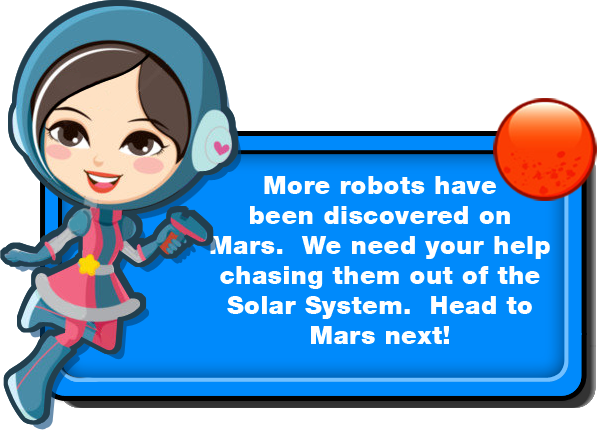 More robots have
been discovered on
Mars.  We need your help
chasing them out of the
Solar System.  Head to
Mars next!